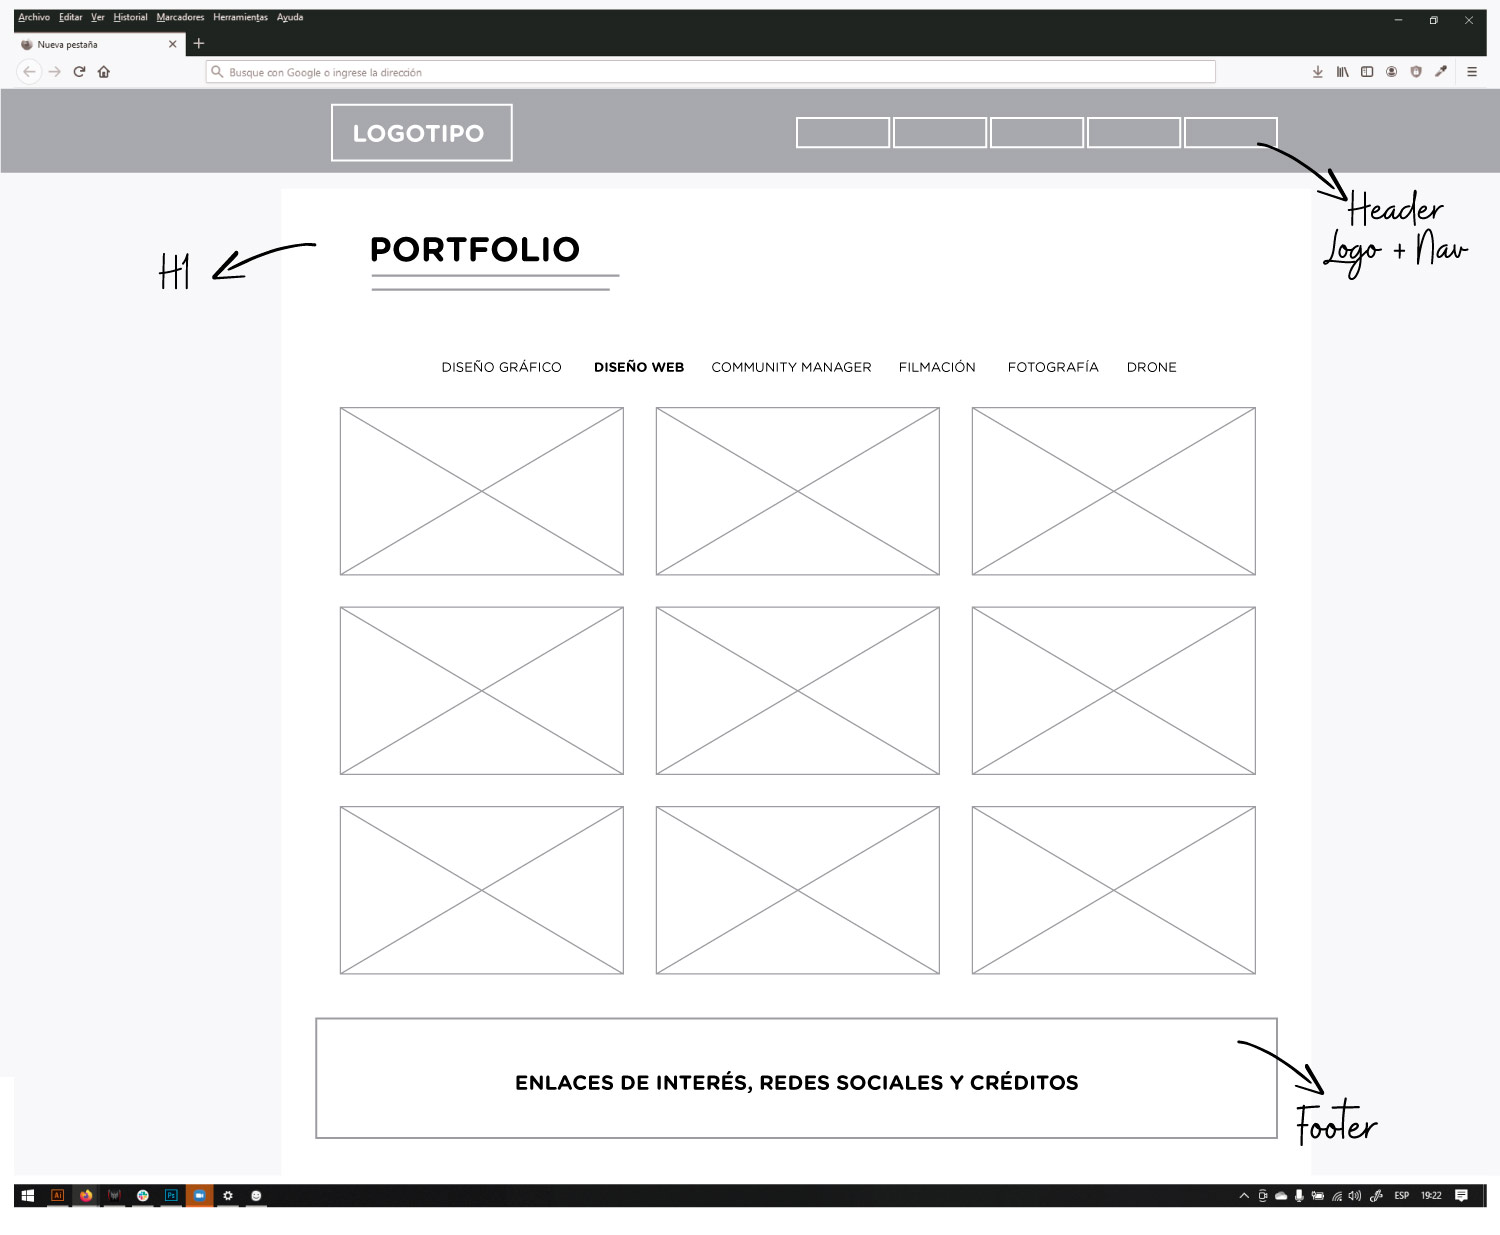 Archivo Editar Ver Historial Marcadores Herramientas Ayuda
Nueva pestaña
Busque con Google o ingrese la dirección
LOGOTIPO
Header
Logo + Nav
PORTFOLIO
H1
DISEÑO GRÁFICO DISEÑO WEB COMMUNITY MANAGER FILMACIÓN FOTOGRAFÍA DRONE
ENLACES DE INTERÉS, REDES SOCIALES Y CRÉDITOS
Footer
Ai Ps ESP 19:22